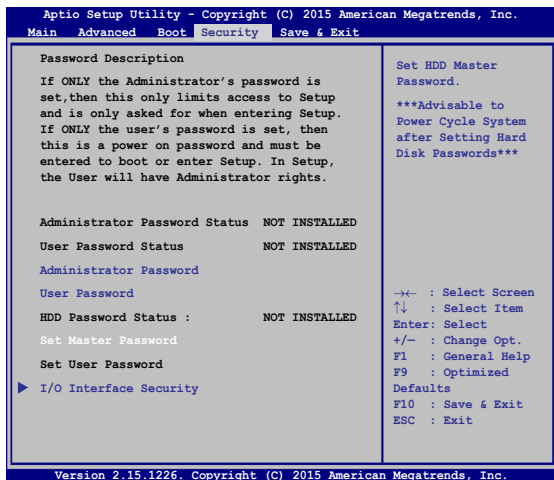 Aptio Setup Utility - Copyright (C) 2015 American Megatrends, Inc.
Main Advanced Boot Security Save & Exit
Password Description
If ONLY the Administrator's password is
set,then this only limits access to Setup
and is only asked for when entering Setup.
If ONLY the user's password is set, then
this is a power on password and must be
entered to boot or enter Setup. In Setup,
the User will have Administrator rights.
Administrator Password Status NOT INSTALLED
User Password Status NOT INSTALLED
Administrator Password
User Password
HDD Password Status : NOT INSTALLED
Set Master Password
Set User Password
I/O Interface Security
Set HDD Master
Password.
***Advisable to
Power Cycle System
after Setting Hard
Disk Passwords***
→← : Select Screen
↑↓ : Select Item
Enter: Select
+/— : Change Opt.
F1 : General Help
F9 : Optimized
Defaults
F10 : Save & Exit
ESC : Exit
Version 2.15.1226. Copyright (C) 2015 American Megatrends, Inc.